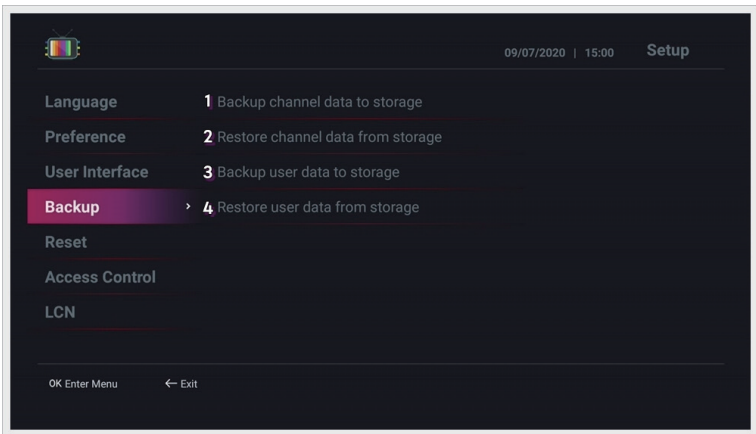 09/07/2020 | 15:00 Setup
Language
1 Backup channel data to storage
Preference
2 Restore channel data from storage
User Interface
3 Backup user data to storage
Backup ›
4 Restore user data from storage
Reset
Access Control
LCN
OK Enter Menu ← Exit